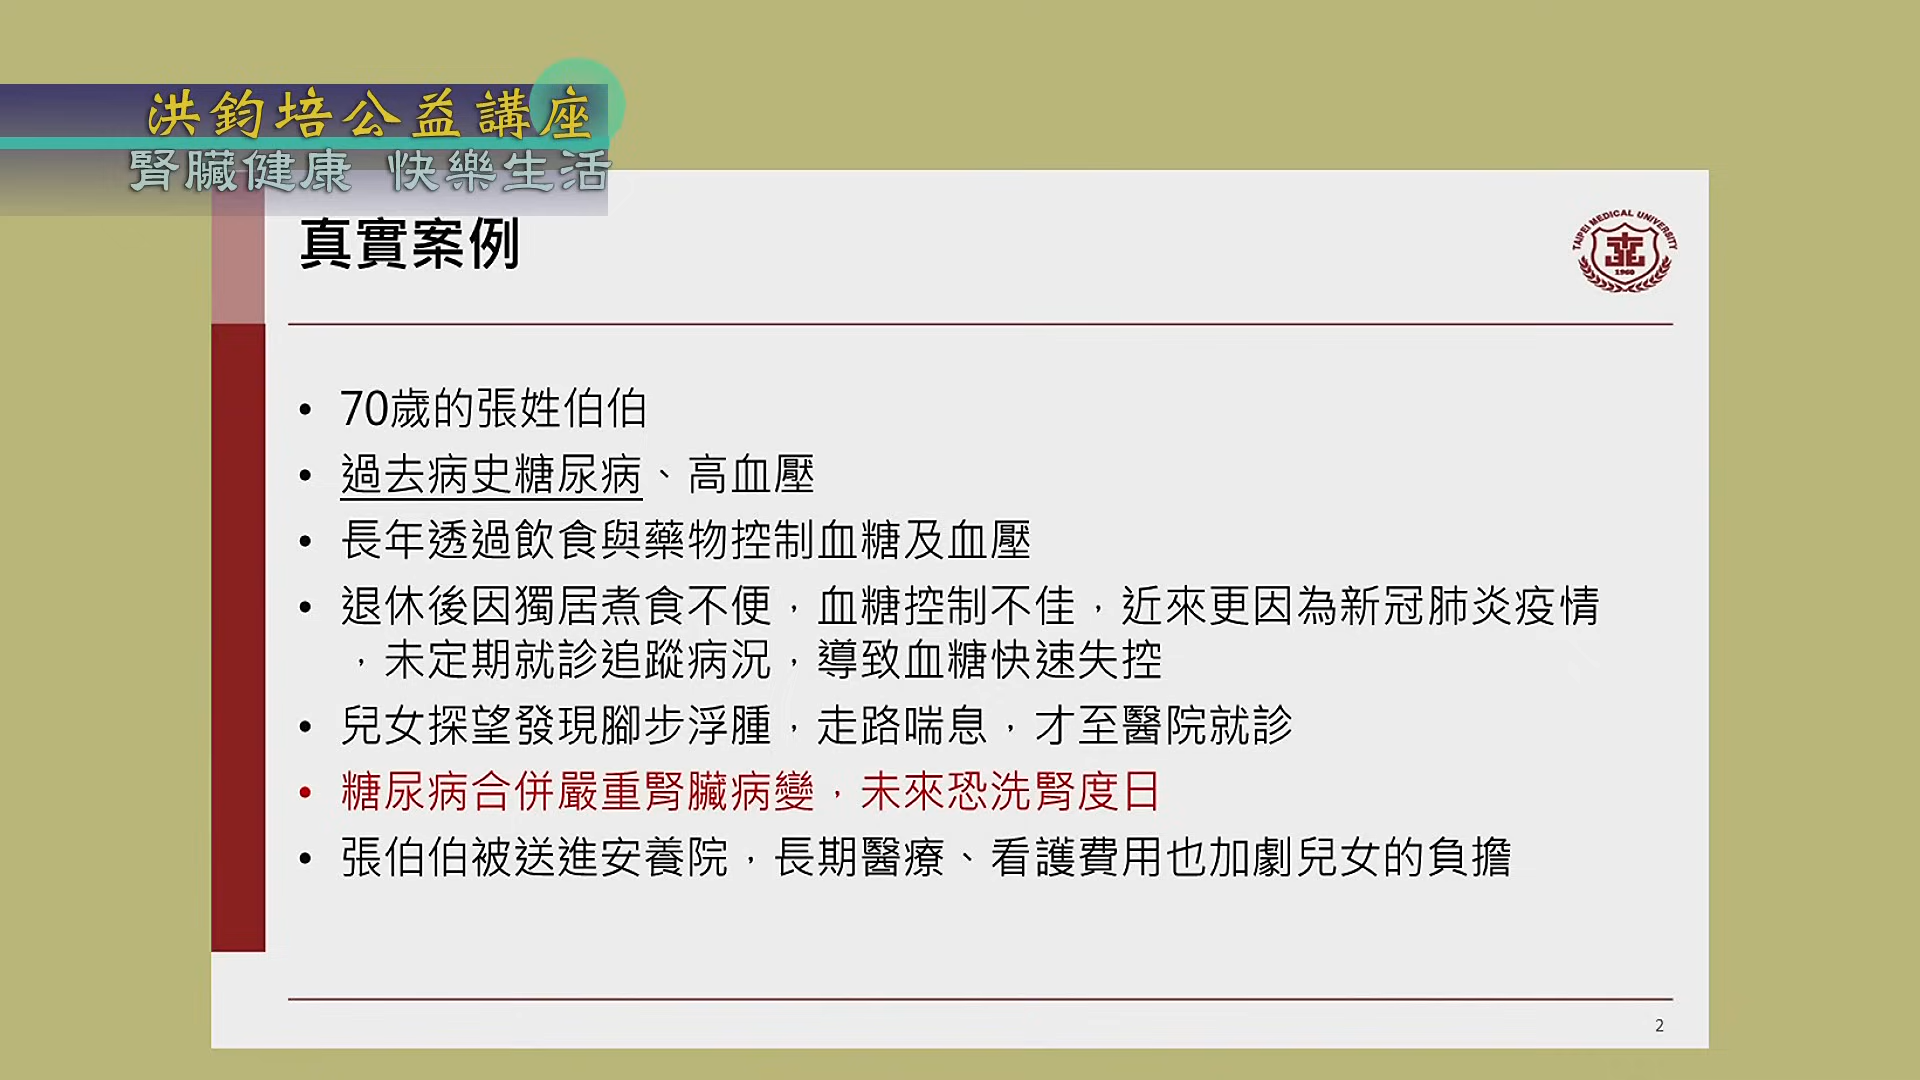 洪鈞培公益講座
腎臟健康 快樂生活
真實案例
TAIPEI MEDICAL UNIVERSITY
1960
• 70歲的張姓伯伯
• 過去病史糖尿病、高血壓
• 長年透過飲食與藥物控制血糖及血壓
• 退休後因獨居煮食不便，血糖控制不佳，近來更因為新冠肺炎疫情
，未定期就診追蹤病況，導致血糖快速失控
• 兒女探望發現腳步浮腫，走路喘息，才至醫院就診
• 糖尿病合併嚴重腎臟病變，未來恐洗腎度日
• 張伯伯被送進安養院，長期醫療、看護費用也加劇兒女的負擔
2